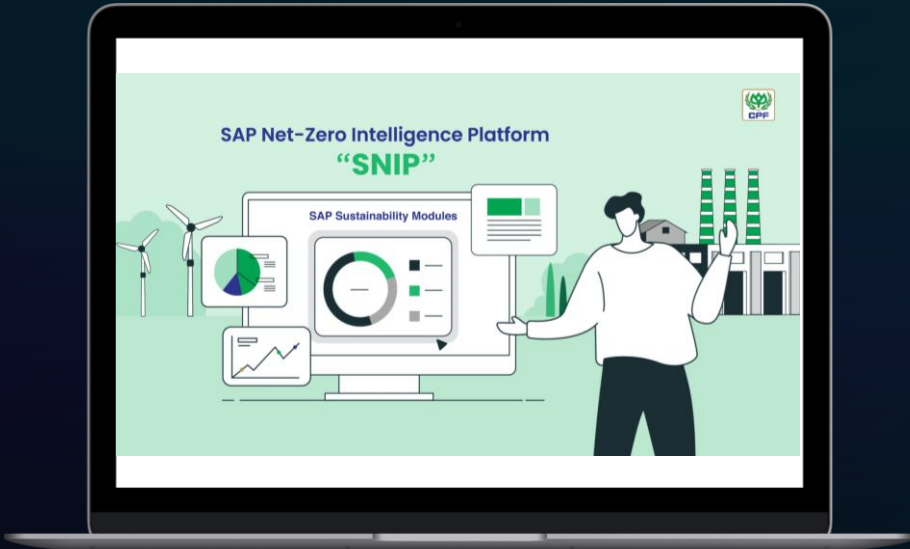 CPF
SAP Net-Zero Intelligence Platform
“SNIP”
SAP Sustainability Modules